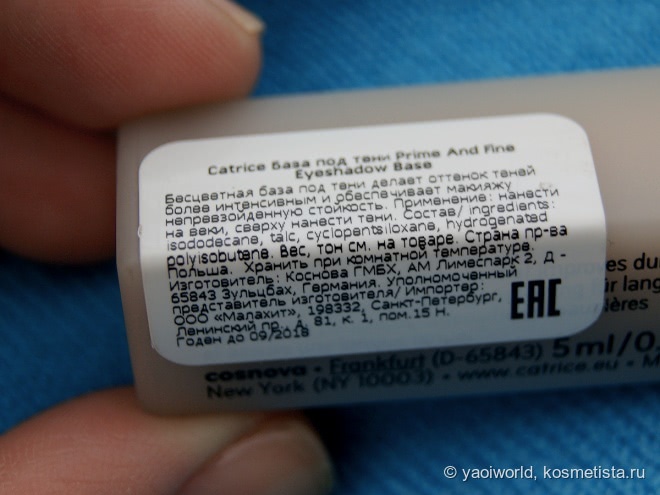 Catrice База под тени Prime And Fine
Eyeshadow Base
Бесцветная база под тени делает оттенок теней
более интенсивным и обеспечивает макияжу
непревзойденную стойкость. Применение: нанести
на веки, сверху нанести тени. Состав/ ingredients:
isododecane, talc, cyclopentsiloxane, hydrogenated
polyisobutene. Вес, тон см. на товаре. Страна пр-ва
Польша. Хранить при комнатной температуре.
Изготовитель: Коснова ГМБХ, АМ Лимеспарк 2, Д -
65843 Зульцбах, Германия. Уполномоченный
представитель изготовителя/ Импортер:
ООО «Малахит», 198332, Санкт-Петербург,
Ленинский пр., д. 81, к. 1, пом. 15 Н.
Годен до 09/2018
EAC
cosnova • Frankfurt (D-65843) 5 ml/0,
New York (NY 10003) • www.catrice.eu • M
© yaoiworld, kosmetista.ru